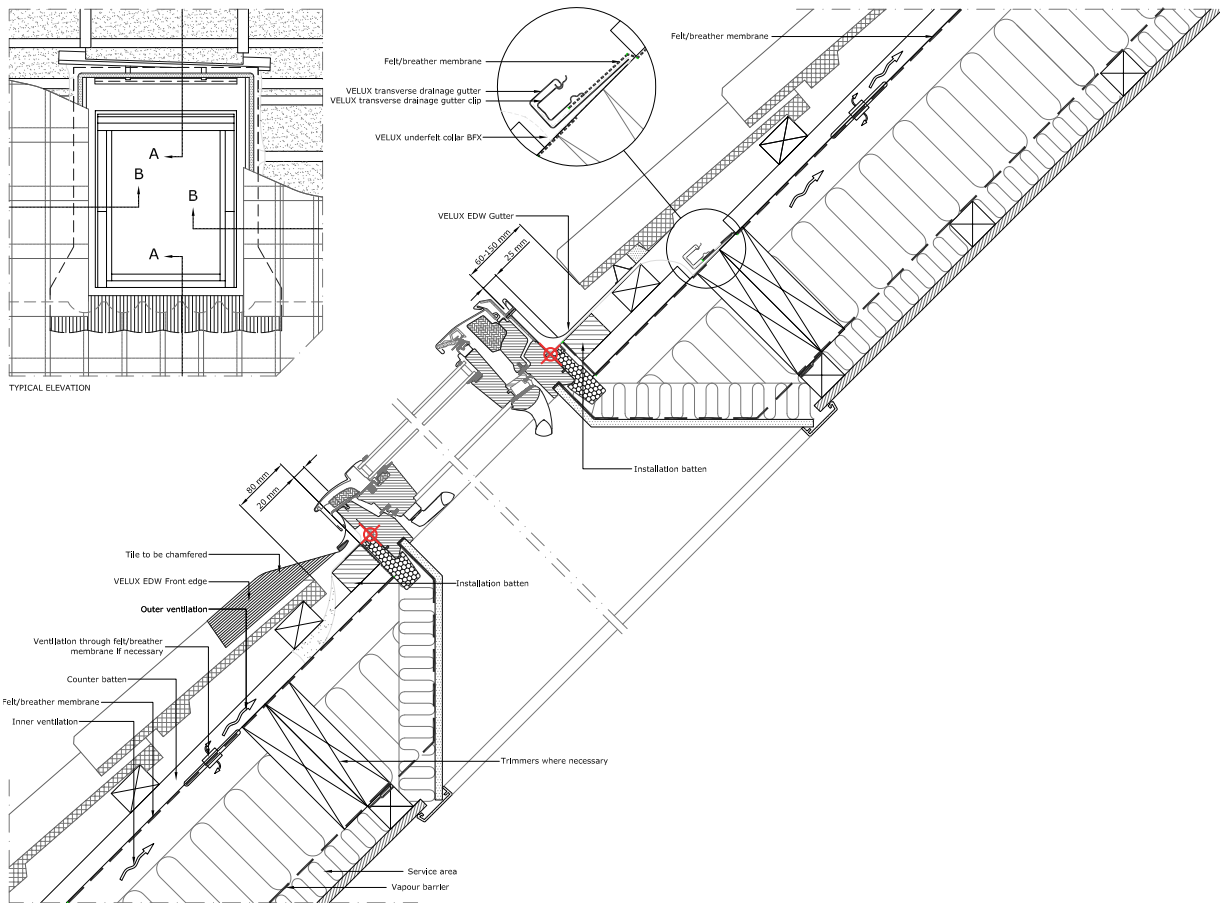 Felt/breather membrane
Felt/breather membrane
VELUX transverse drainage gutter
VELUX transverse drainage gutter clip
VELUX underfelt collar BFX
A
B
B
A
VELUX EDW Gutter
60-150 mm
25 mm
TYPICAL ELEVATION
Installation batten
80 mm
20 mm
Tile to be chamfered
VELUX EDW Front edge
Installation batten
Outer ventilation
Ventilation through felt/breather
membrane if necessary
Counter batten
Felt/breather membrane
Inner ventilation
Trimmers where necessary
Service area
Vapour barrier